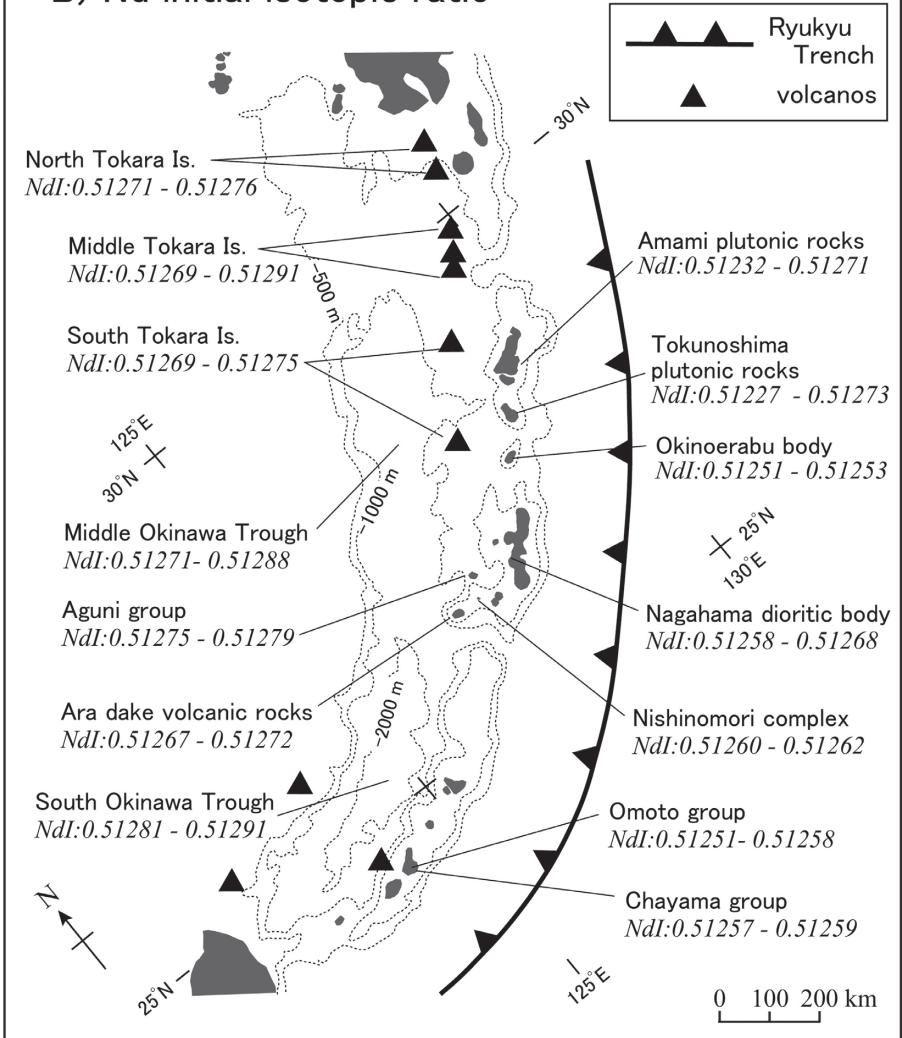 B) Nd initial isotopic ratio
Ryukyu
Trench
volcanos
30°N
North Tokara Is.
NdI:0.51271 - 0.51276
Middle Tokara Is.
NdI:0.51269 - 0.51291
-500 m
Amami plutonic rocks
NdI:0.51232 - 0.51271
South Tokara Is.
NdI:0.51269 - 0.51275
Tokunoshima
plutonic rocks
NdI:0.51227 - 0.51273
125°E
30°N
Okinoerabu body
NdI:0.51251 - 0.51253
-1000 m
Middle Okinawa Trough
NdI:0.51271- 0.51288
25°N
130°E
Aguni group
NdI:0.51275 - 0.51279
Nagahama dioritic body
NdI:0.51258 - 0.51268
Ara dake volcanic rocks
NdI:0.51267 - 0.51272
-2000 m
Nishinomori complex
NdI:0.51260 - 0.51262
South Okinawa Trough
NdI:0.51281 - 0.51291
Omoto group
NdI:0.51251- 0.51258
Chayama group
NdI:0.51257 - 0.51259
N
25°N
125°E
0 100 200 km